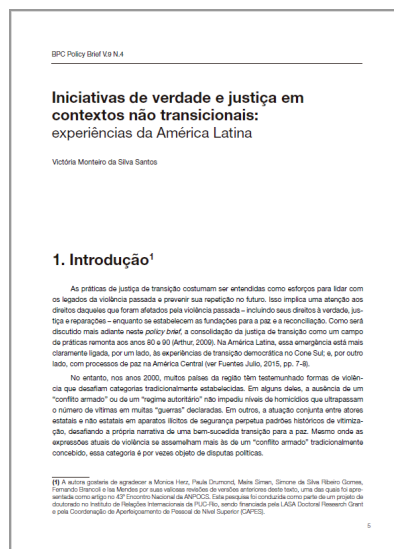 BPC Policy Brief V.9 N.4
Iniciativas de verdade e justiça em
contextos não transicionais:
experiências da América Latina
Victória Monteiro da Silva Santos
1. Introdução¹
As práticas de justiça de transição costumam ser entendidas como esforços para lidar com
os legados da violência passada e prevenir sua repetição no futuro. Isso implica uma atenção aos
direitos daqueles que foram afetados pela violência passada – incluindo seus direitos à verdade, jus-
tiça e reparações – enquanto se estabelecem as fundações para a paz e a reconciliação. Como será
discutido mais adiante neste policy brief, a consolidação da justiça de transição como um campo
de práticas remonta aos anos 80 e 90 (Arthur, 2009). Na América Latina, essa emergência está mais
claramente ligada, por um lado, às experiências de transição democrática no Cone Sul; e, por outro
lado, com processos de paz na América Central (ver Fuentes Julio, 2015, pp. 7-8).
No entanto, nos anos 2000, muitos países da região têm testemunhado formas de violên-
cia que desafiam categorias tradicionalmente estabelecidas. Em alguns deles, a ausência de um
"conflito armado" ou de um "regime autoritário" não impediu níveis de homicídios que ultrapassam
o número de vítimas em muitas "guerras" declaradas. Em outros, a atuação conjunta entre atores
estatais e não estatais em aparatos ilícitos de segurança perpetua padrões históricos de vitimiza-
ção, desafiando a própria narrativa de uma bem-sucedida transição para a paz. Mesmo onde as
expressões atuais de violência se assemelham mais às de um "conflito armado" tradicionalmente
concebido, essa categoria é por vezes objeto de disputas políticas.
(1) A autora gostaria de agradecer a Monica Herz, Paula Drumond, Maíra Siman, Simone da Silva Ribeiro Gomes,
Fernando Brancoli e Isa Mendes por suas valiosas revisões de versões anteriores deste texto, uma das quais foi apre-
sentada como artigo no 43º Encontro Nacional da ANPOCS. Esta pesquisa foi conduzida como parte de um projeto de
doutorado no Instituto de Relações Internacionais da PUC-Rio, sendo financiada pela LASA Doctoral Research Grant
e pela Coordenação de Aperfeiçoamento de Pessoal de Nível Superior (CAPES).
5